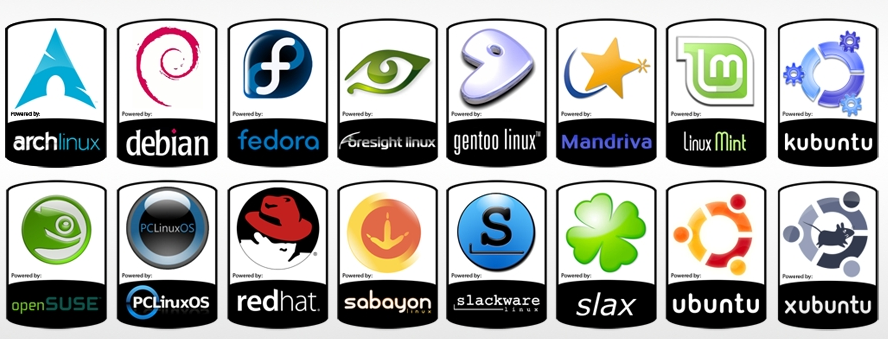 Powered by:
archlinux
Powered by:
debian
Powered by:
fedora
Powered by:
foresight linux
Powered by:
gentoo linux™
Powered by:
Mandriva
lm
Powered by:
Linux Mint
Powered by:
kubuntu
Powered by:
openSUSE
PCLinuxOS
Powered by:
PCLinuxOS
Powered by:
redhat.
Powered by:
sabayon
linux
S
Powered by:
slackware
linux
Powered by:
slax
Powered by:
ubuntu
Powered by:
xubuntu